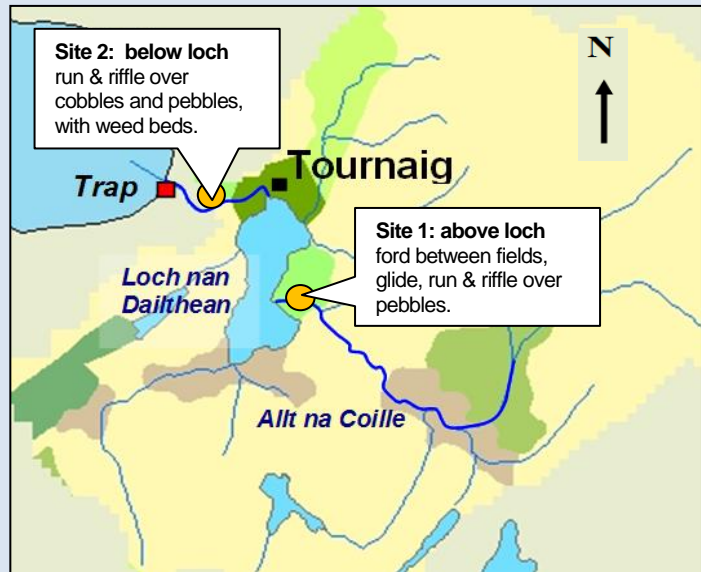 Site 2: below loch
run & riffle over
cobbles and pebbles,
with weed beds.
N
Tournaig
Trap
Site 1: above loch
ford between fields,
glide, run & riffle over
pebbles.
Loch nan
Dailthean
Allt na Coille